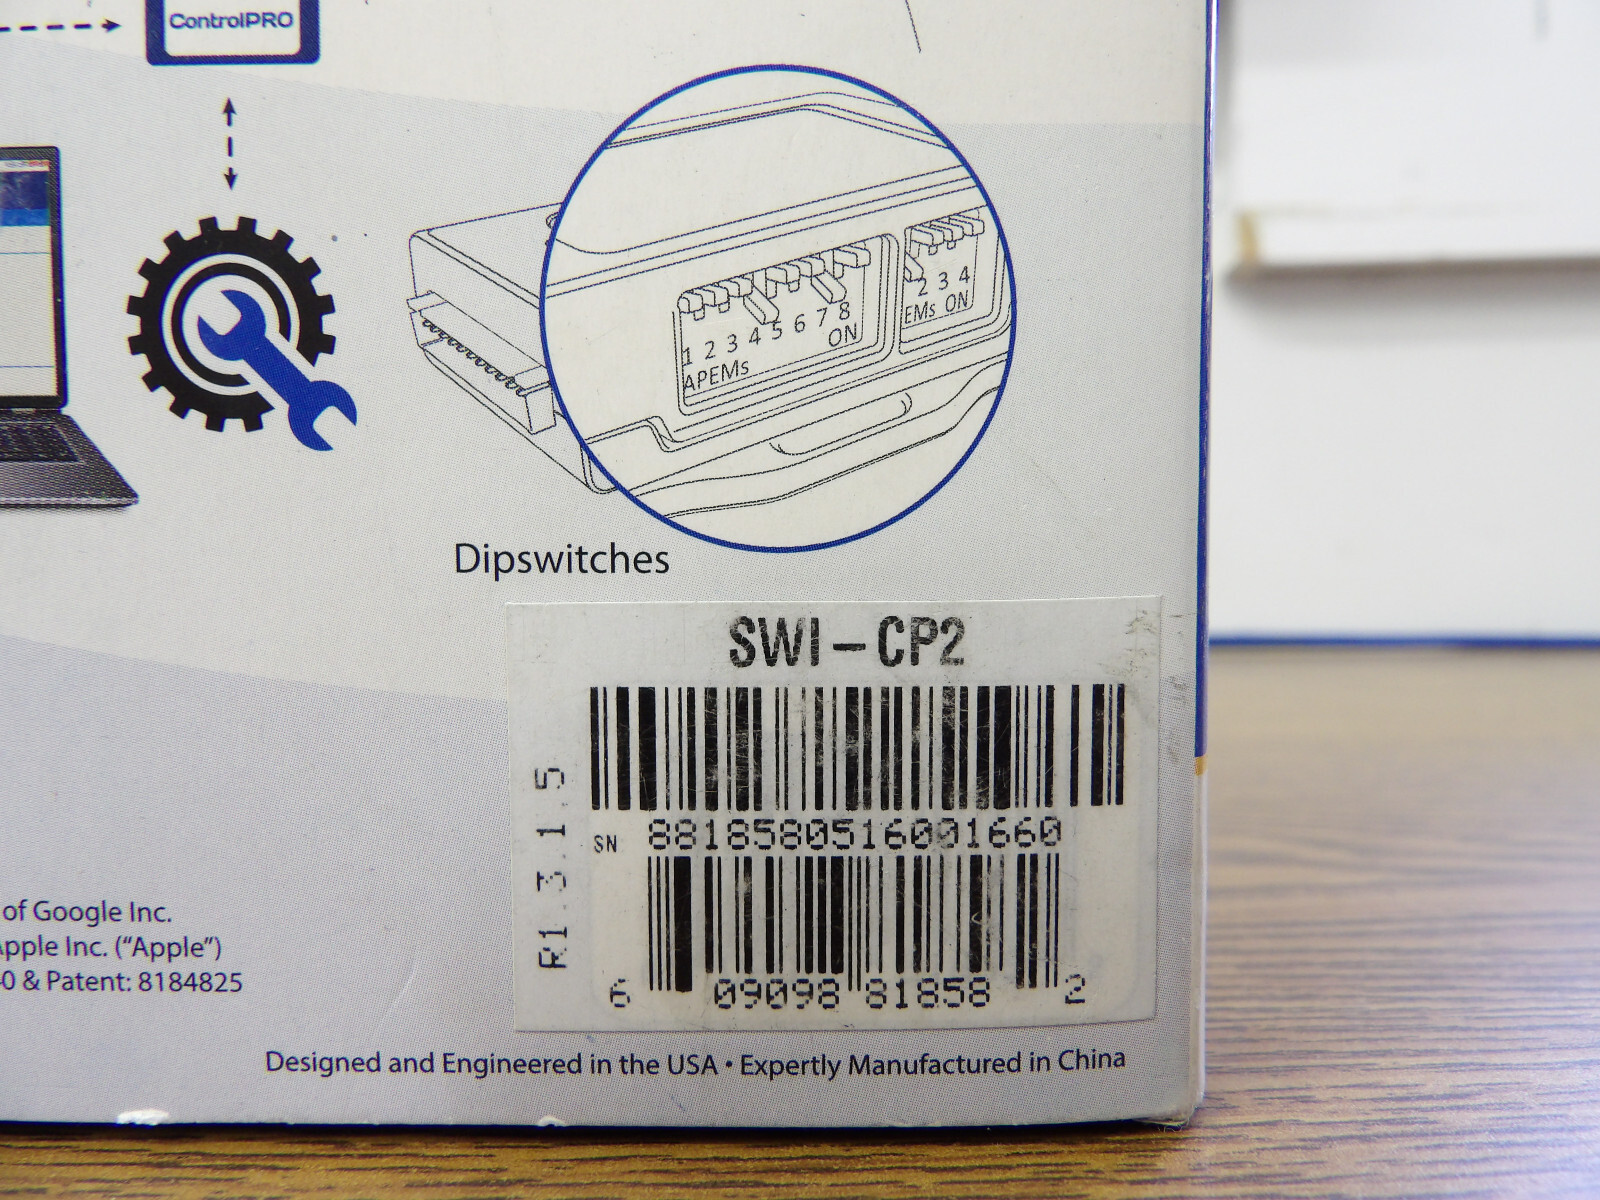 ControlPRO
1 2 3 4 5 6 7 8
APEMs ON
2 3 4
EMs ON
Dipswitches
SWI-CP2
R1.3.1.5
SN 8818580516001660
6 09098 81858 2
of Google Inc.
Apple Inc. (“Apple”)
0 & Patent: 8184825
Designed and Engineered in the USA • Expertly Manufactured in China